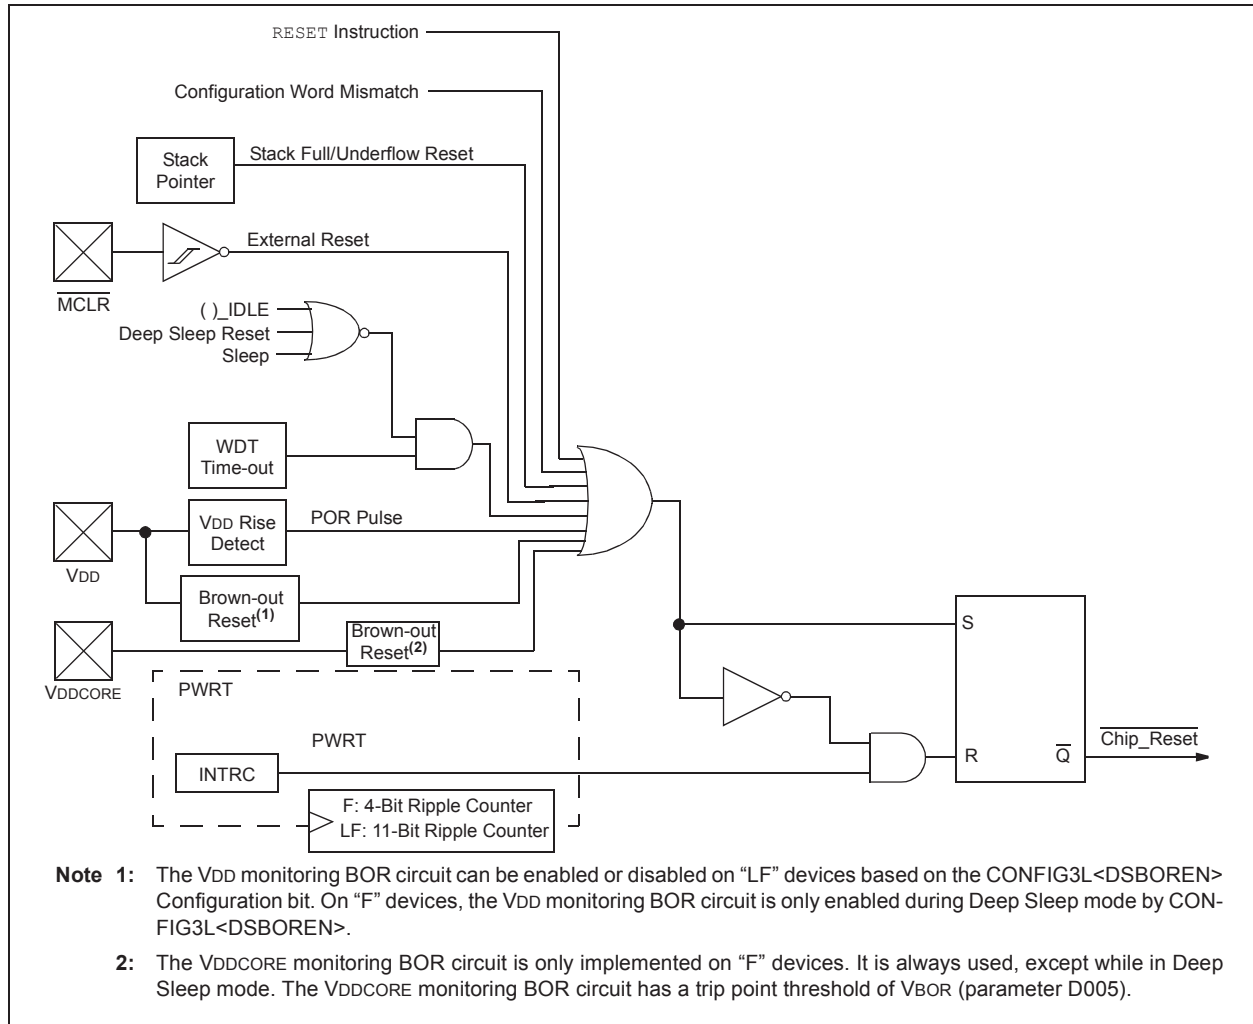 RESET Instruction
Configuration Word Mismatch
Stack
Pointer
Stack Full/Underflow Reset
External Reset
MCLR
( )_IDLE
Deep Sleep Reset
Sleep
WDT
Time-out
VDD Rise
Detect
POR Pulse
VDD
Brown-out
Reset(1)
Brown-out
Reset(2)
VDDCORE
PWRT
PWRT
INTRC
F: 4-Bit Ripple Counter
LF: 11-Bit Ripple Counter
S
R
Q
Chip_Reset
Note 1: The VDD monitoring BOR circuit can be enabled or disabled on “LF” devices based on the CONFIG3L<DSBOREN>
Configuration bit. On “F” devices, the VDD monitoring BOR circuit is only enabled during Deep Sleep mode by CON-
FIG3L<DSBOREN>.
2: The VDDCORE monitoring BOR circuit is only implemented on “F” devices. It is always used, except while in Deep
Sleep mode. The VDDCORE monitoring BOR circuit has a trip point threshold of VBOR (parameter D005).